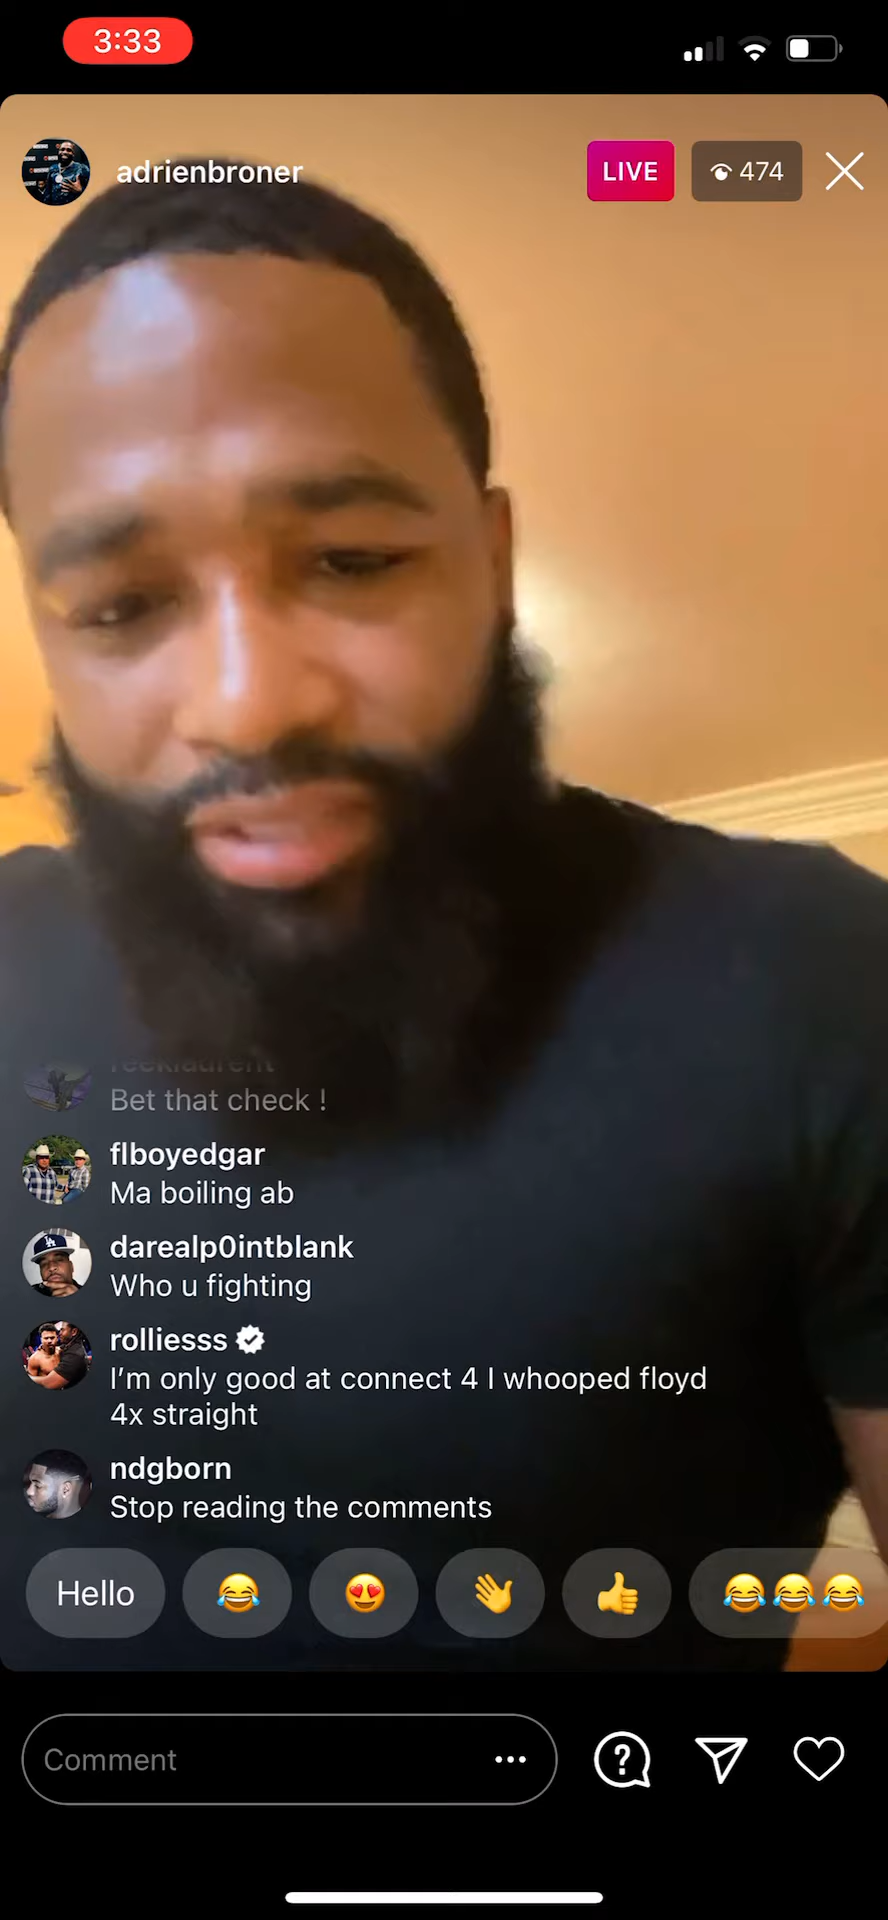 3:33
adrienbroner
LIVE
474
Bet that check !
flboyedgar
Ma boiling ab
darealp0intblank
Who u fighting
rolliesss
I'm only good at connect 4 I whooped floyd
4x straight
ndgborn
Stop reading the comments
Hello
Comment